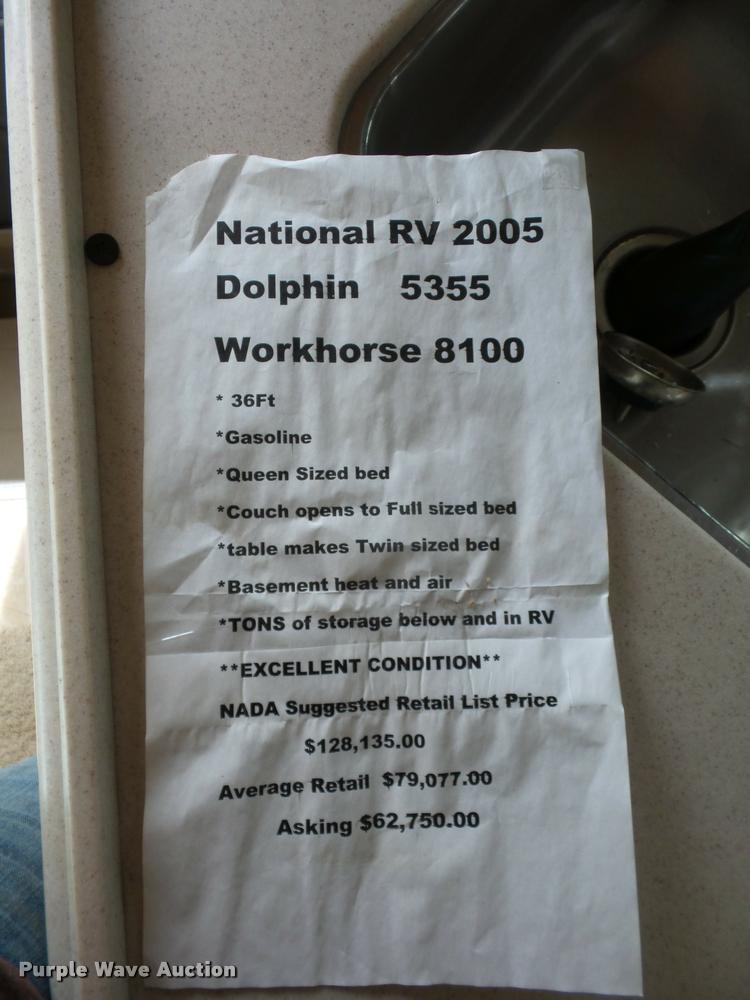 National RV 2005
Dolphin 5355
Workhorse 8100
* 36Ft
*Gasoline
*Queen Sized bed
*Couch opens to Full sized bed
*table makes Twin sized bed
*Basement heat and air
*TONS of storage below and in RV
**EXCELLENT CONDITION**
NADA Suggested Retail List Price
$128,135.00
Average Retail $79,077.00
Asking $62,750.00
Purple Wave Auction